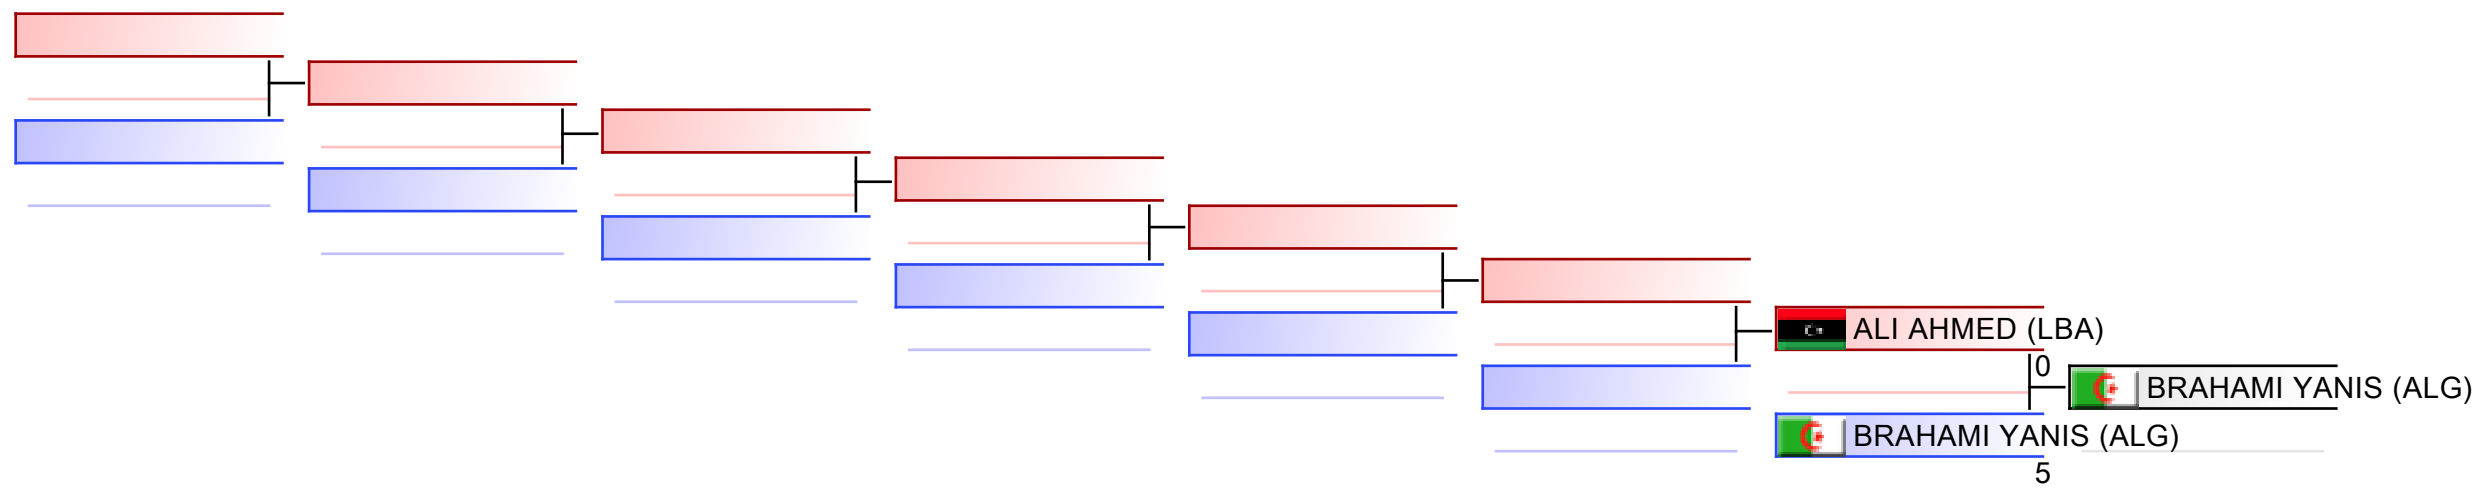 ALI AHMED (LBA)
0
BRAHAMI YANIS (ALG)
BRAHAMI YANIS (ALG)
5